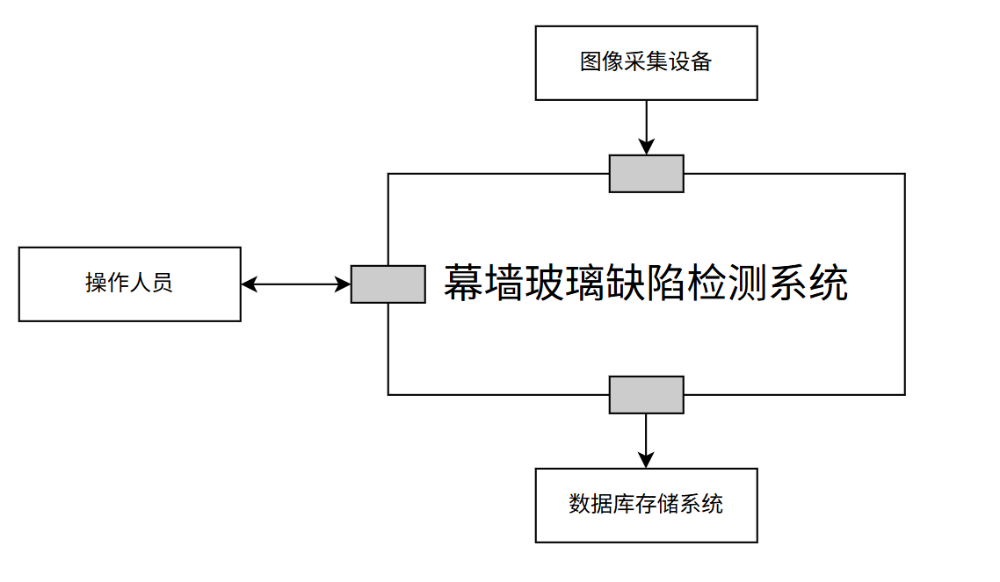 图像采集设备
操作人员
幕墙玻璃缺陷检测系统
数据库存储系统